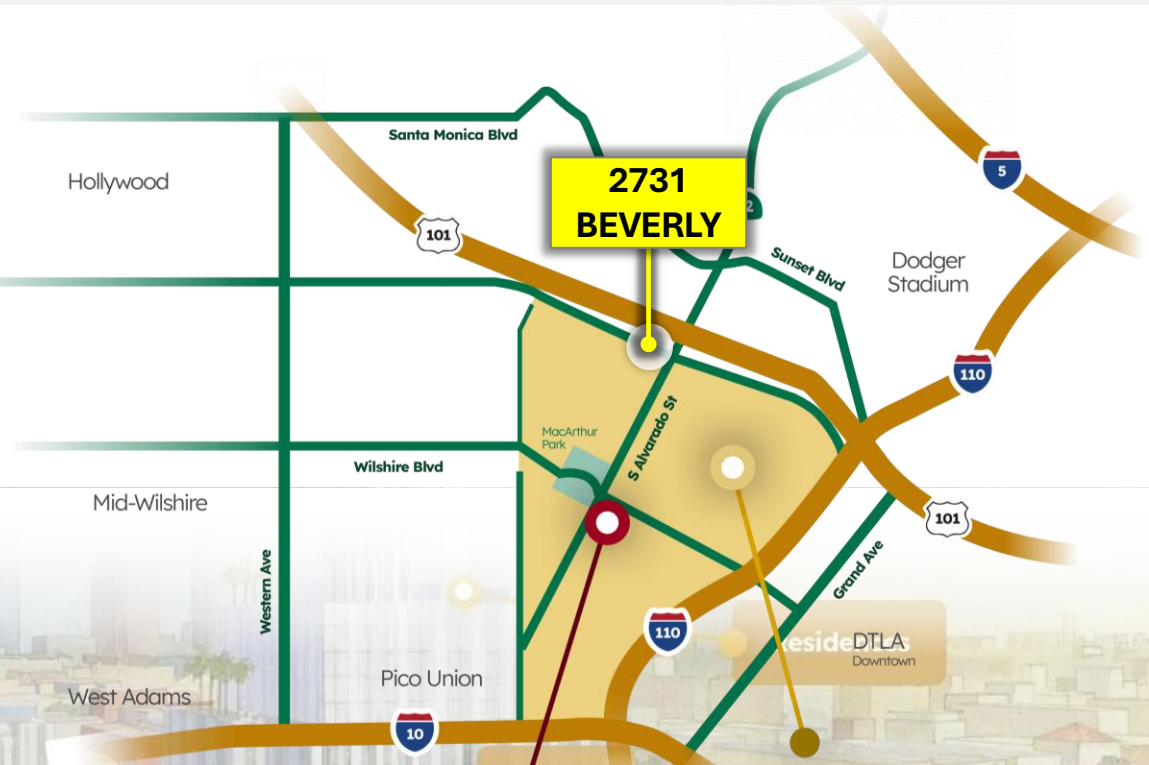 Santa Monica Blvd
Hollywood
2731
BEVERLY
5
2
101
Sunset Blvd
Dodger
Stadium
110
S Alvarado St
MacArthur
Park
Wilshire Blvd
Mid-Wilshire
101
Western Ave
Grand Ave
110
DTLA
Downtown
Pico Union
West Adams
10